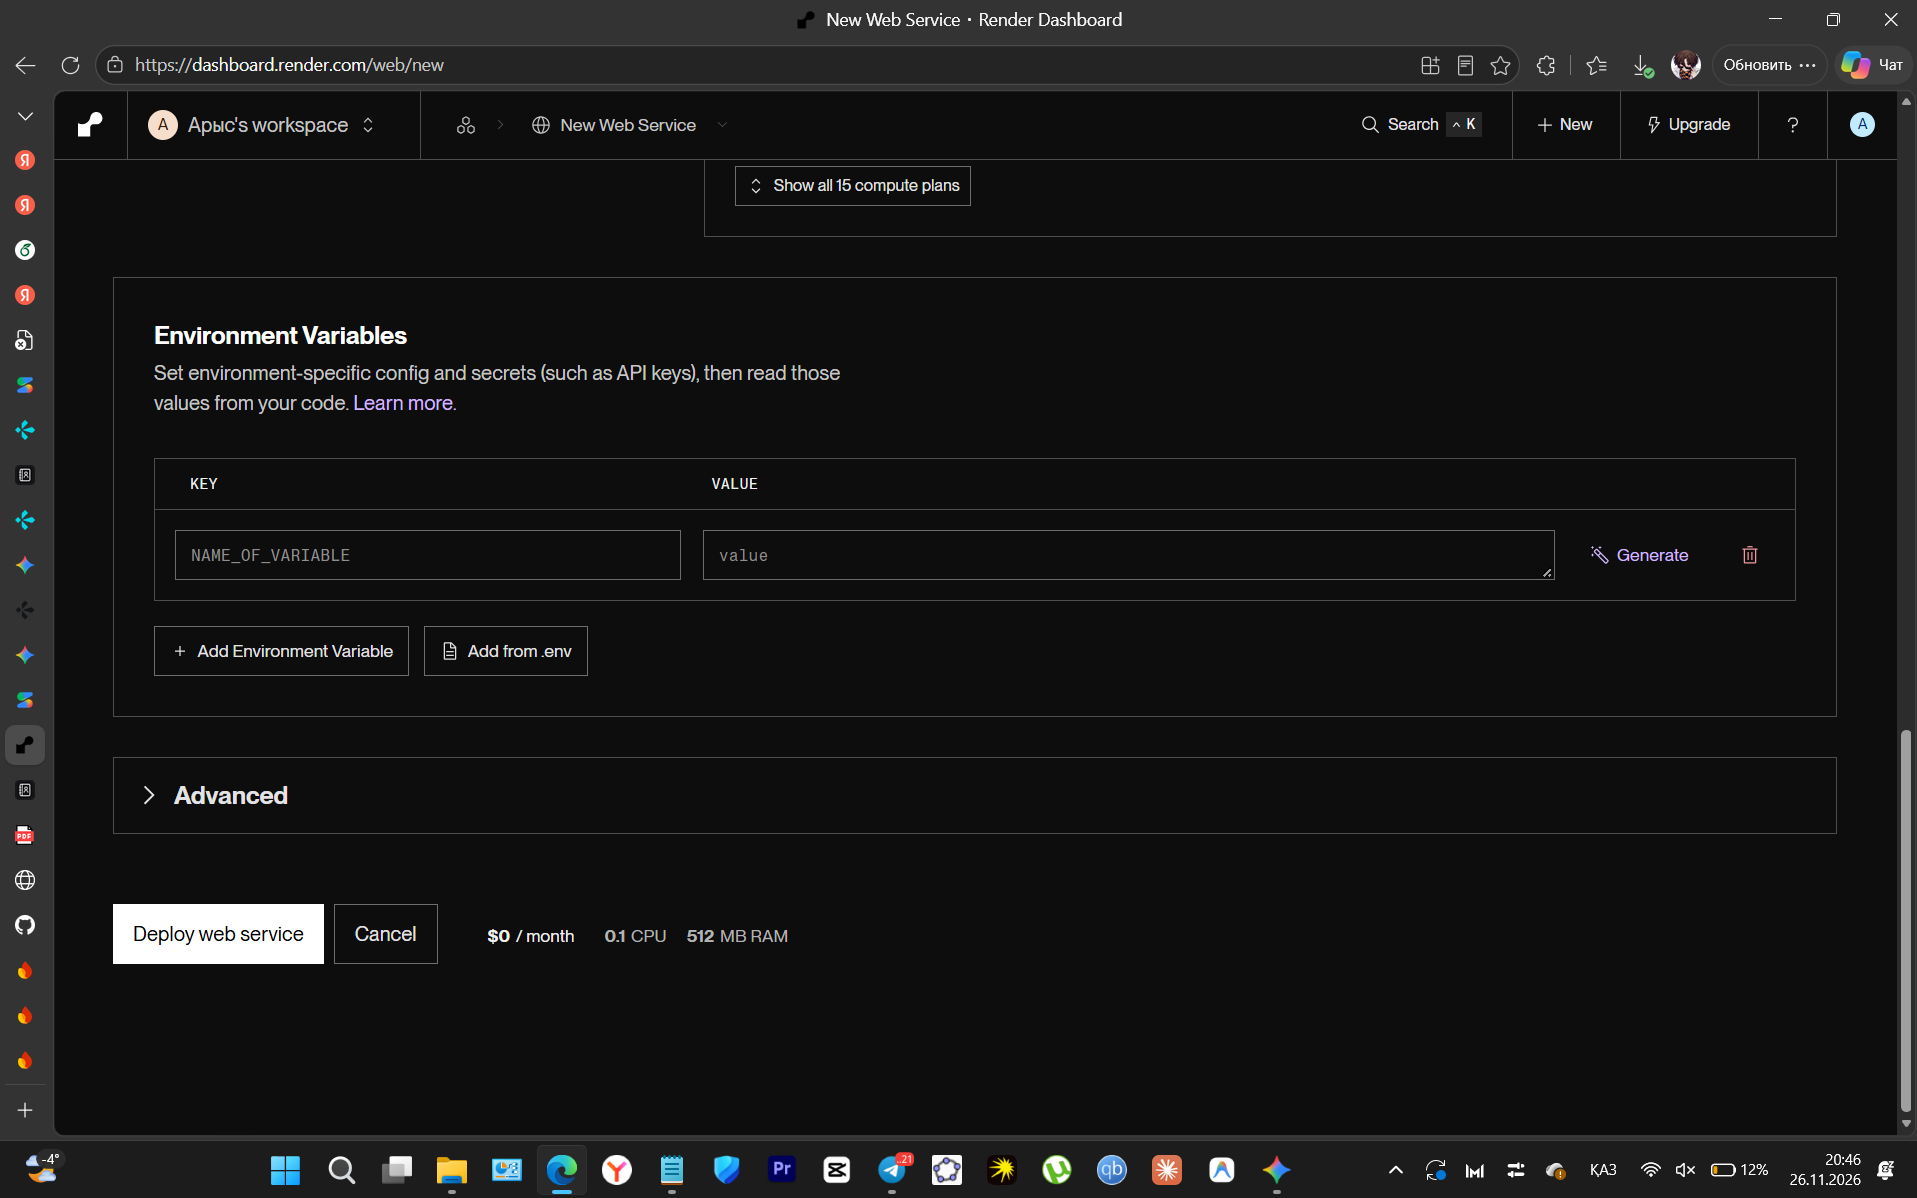 New Web Service · Render Dashboard
https://dashboard.render.com/web/new
Обновить
Чат
A
Арыс's workspace
New Web Service
Search
K
New
Upgrade
?
A
Show all 15 compute plans
Environment Variables
Set environment-specific config and secrets (such as API keys), then read those
values from your code. Learn more.
KEY
VALUE
NAME_OF_VARIABLE
value
Generate
+ Add Environment Variable
Add from .env
Advanced
Deploy web service
Cancel
$0 / month
0.1 CPU
512 MB RAM
Я
Я
Я
PDF
-4°
Pr
..21
qb
ҚАЗ
12%
20:46
26.11.2026